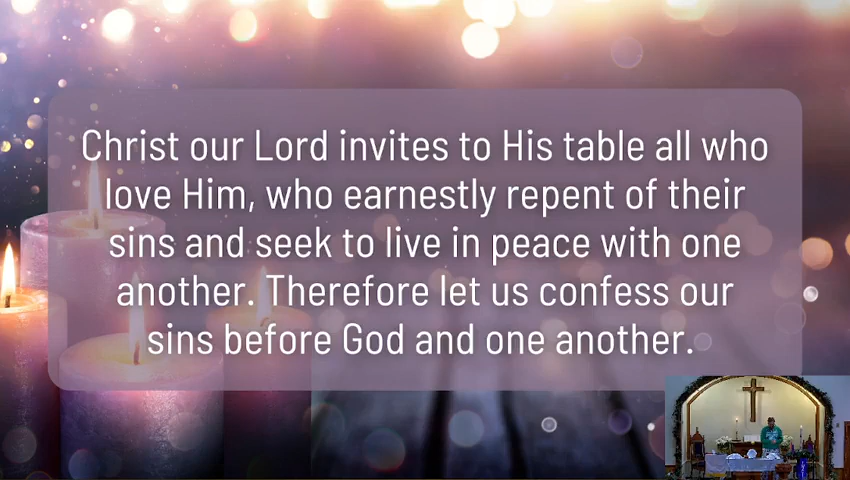 Christ our Lord invites to His table all who
love Him, who earnestly repent of their
sins and seek to live in peace with one
another. Therefore let us confess our
sins before God and one another.